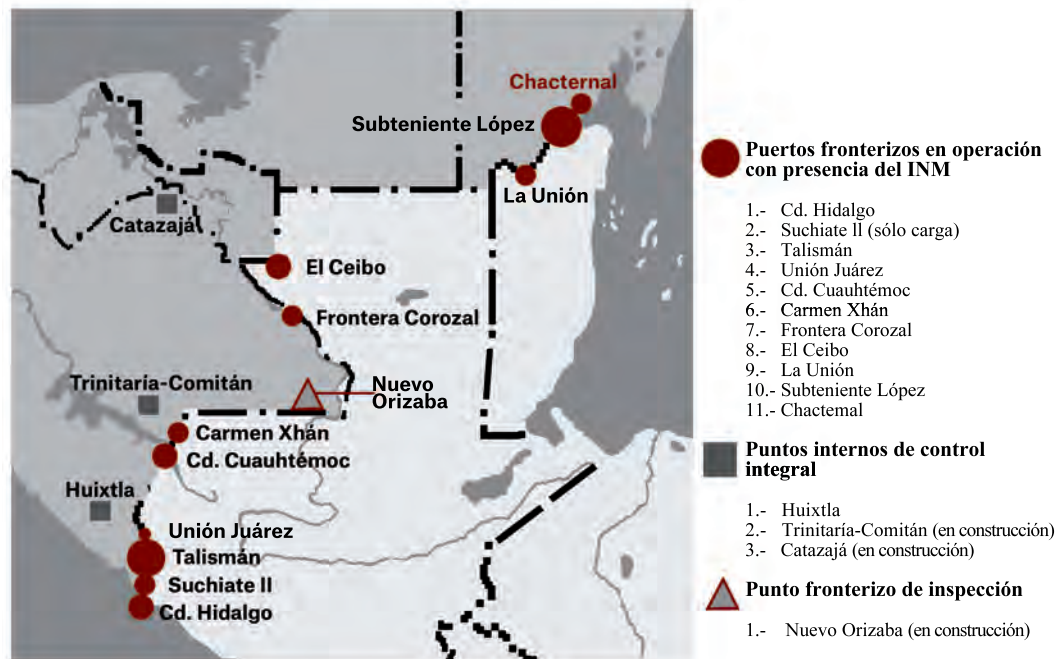 Chacternal
Subteniente López
La Unión
Catazajá
El Ceibo
Frontera Corozal
Trinitaría-Comitán
Nuevo
Orizaba
Carmen Xhán
Cd. Cuauhtémoc
Huixtla
Unión Juárez
Talismán
Suchiate II
Cd. Hidalgo
Puertos fronterizos en operación
con presencia del INM
1.- Cd. Hidalgo
2.- Suchiate ll (sólo carga)
3.- Talismán
4.- Unión Juárez
5.- Cd. Cuauhtémoc
6.- Carmen Xhán
7.- Frontera Corozal
8.- El Ceibo
9.- La Unión
10.- Subteniente López
11.- Chactemal
Puntos internos de control
integral
1.- Huixtla
2.- Trinitaría-Comitán (en construcción)
3.- Catazajá (en construcción)
Punto fronterizo de inspección
1.- Nuevo Orizaba (en construcción)